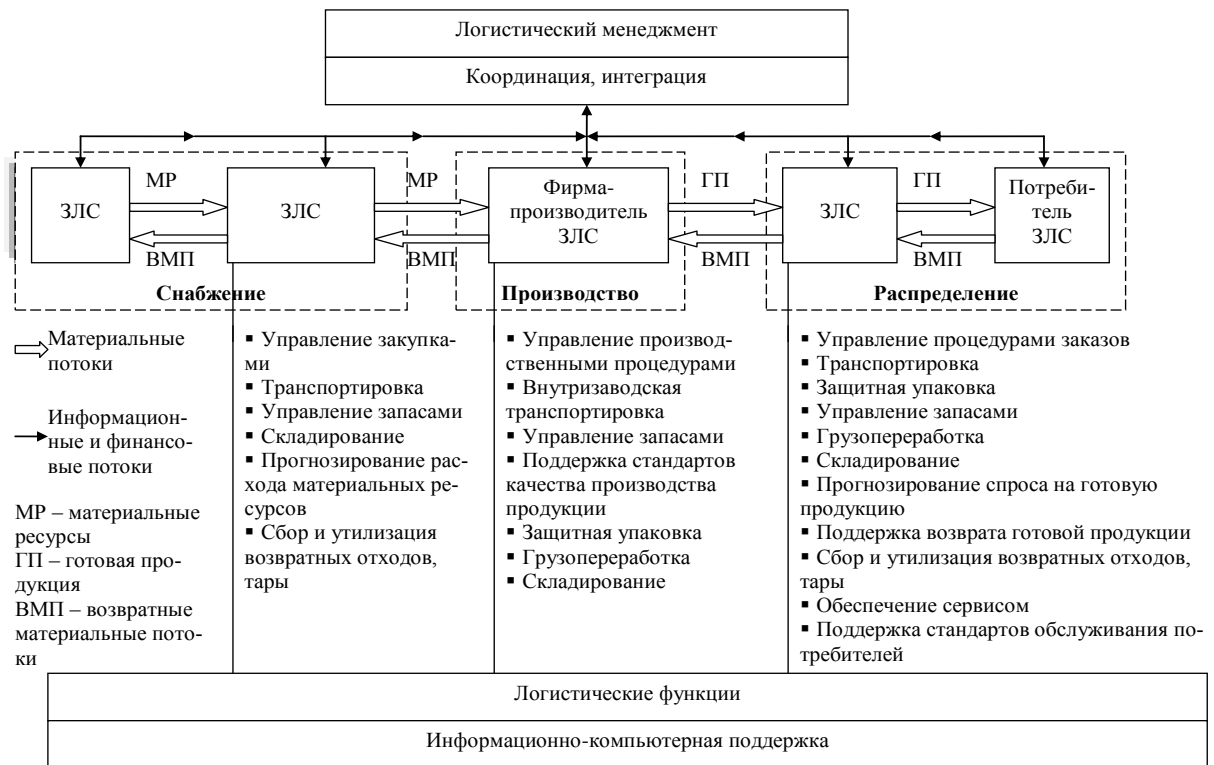 Логистический менеджмент
Координация, интеграция
ЗЛС
МР
ВМП
ЗЛС
МР
ВМП
Фирма-
производитель
ЗЛС
ГП
ВМП
ЗЛС
ГП
ВМП
Потреби-
тель
ЗЛС
Снабжение
Производство
Распределение
Материальные
потоки
Информацион-
ные и финансо-
вые потоки
МР – материальные
ресурсы
ГП – готовая про-
дукция
ВМП – возвратные
материальные пото-
ки
▪ Управление закупка-
ми
▪ Транспортировка
▪ Управление запасами
▪ Складирование
▪ Прогнозирование рас-
хода материальных ре-
сурсов
▪ Сбор и утилизация
возвратных отходов,
тары
▪ Управление производ-
ственными процедурами
▪ Внутризаводская
транспортировка
▪ Управление запасами
▪ Поддержка стандартов
качества производства
продукции
▪ Защитная упаковка
▪ Грузопереработка
▪ Складирование
▪ Управление процедурами заказов
▪ Транспортировка
▪ Защитная упаковка
▪ Управление запасами
▪ Грузопереработка
▪ Складирование
▪ Прогнозирование спроса на готовую
продукцию
▪ Поддержка возврата готовой продукции
▪ Сбор и утилизация возвратных отходов,
тары
▪ Обеспечение сервисом
▪ Поддержка стандартов обслуживания по-
требителей
Логистические функции
Информационно-компьютерная поддержка